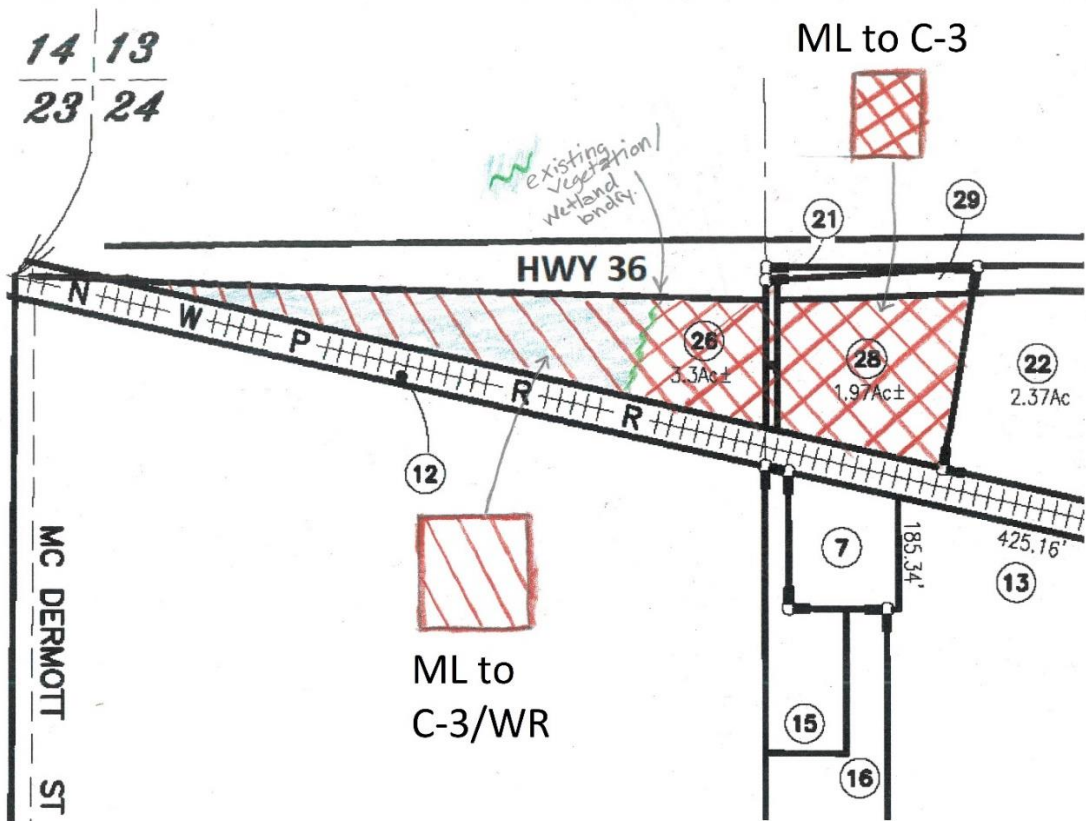 14 13
23 24
ML to C-3
existing
vegetation/
wetland
bndry.
21
29
HWY 36
N W P R R
26
3.3Ac±
28
1.97Ac±
22
2.37Ac
12
7
185.34'
425.16'
13
MC DERMOTT ST
ML to
C-3/WR
15
16